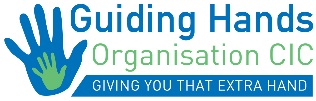 Guiding Hands
Organisation CIC
GIVING YOU THAT EXTRA HAND